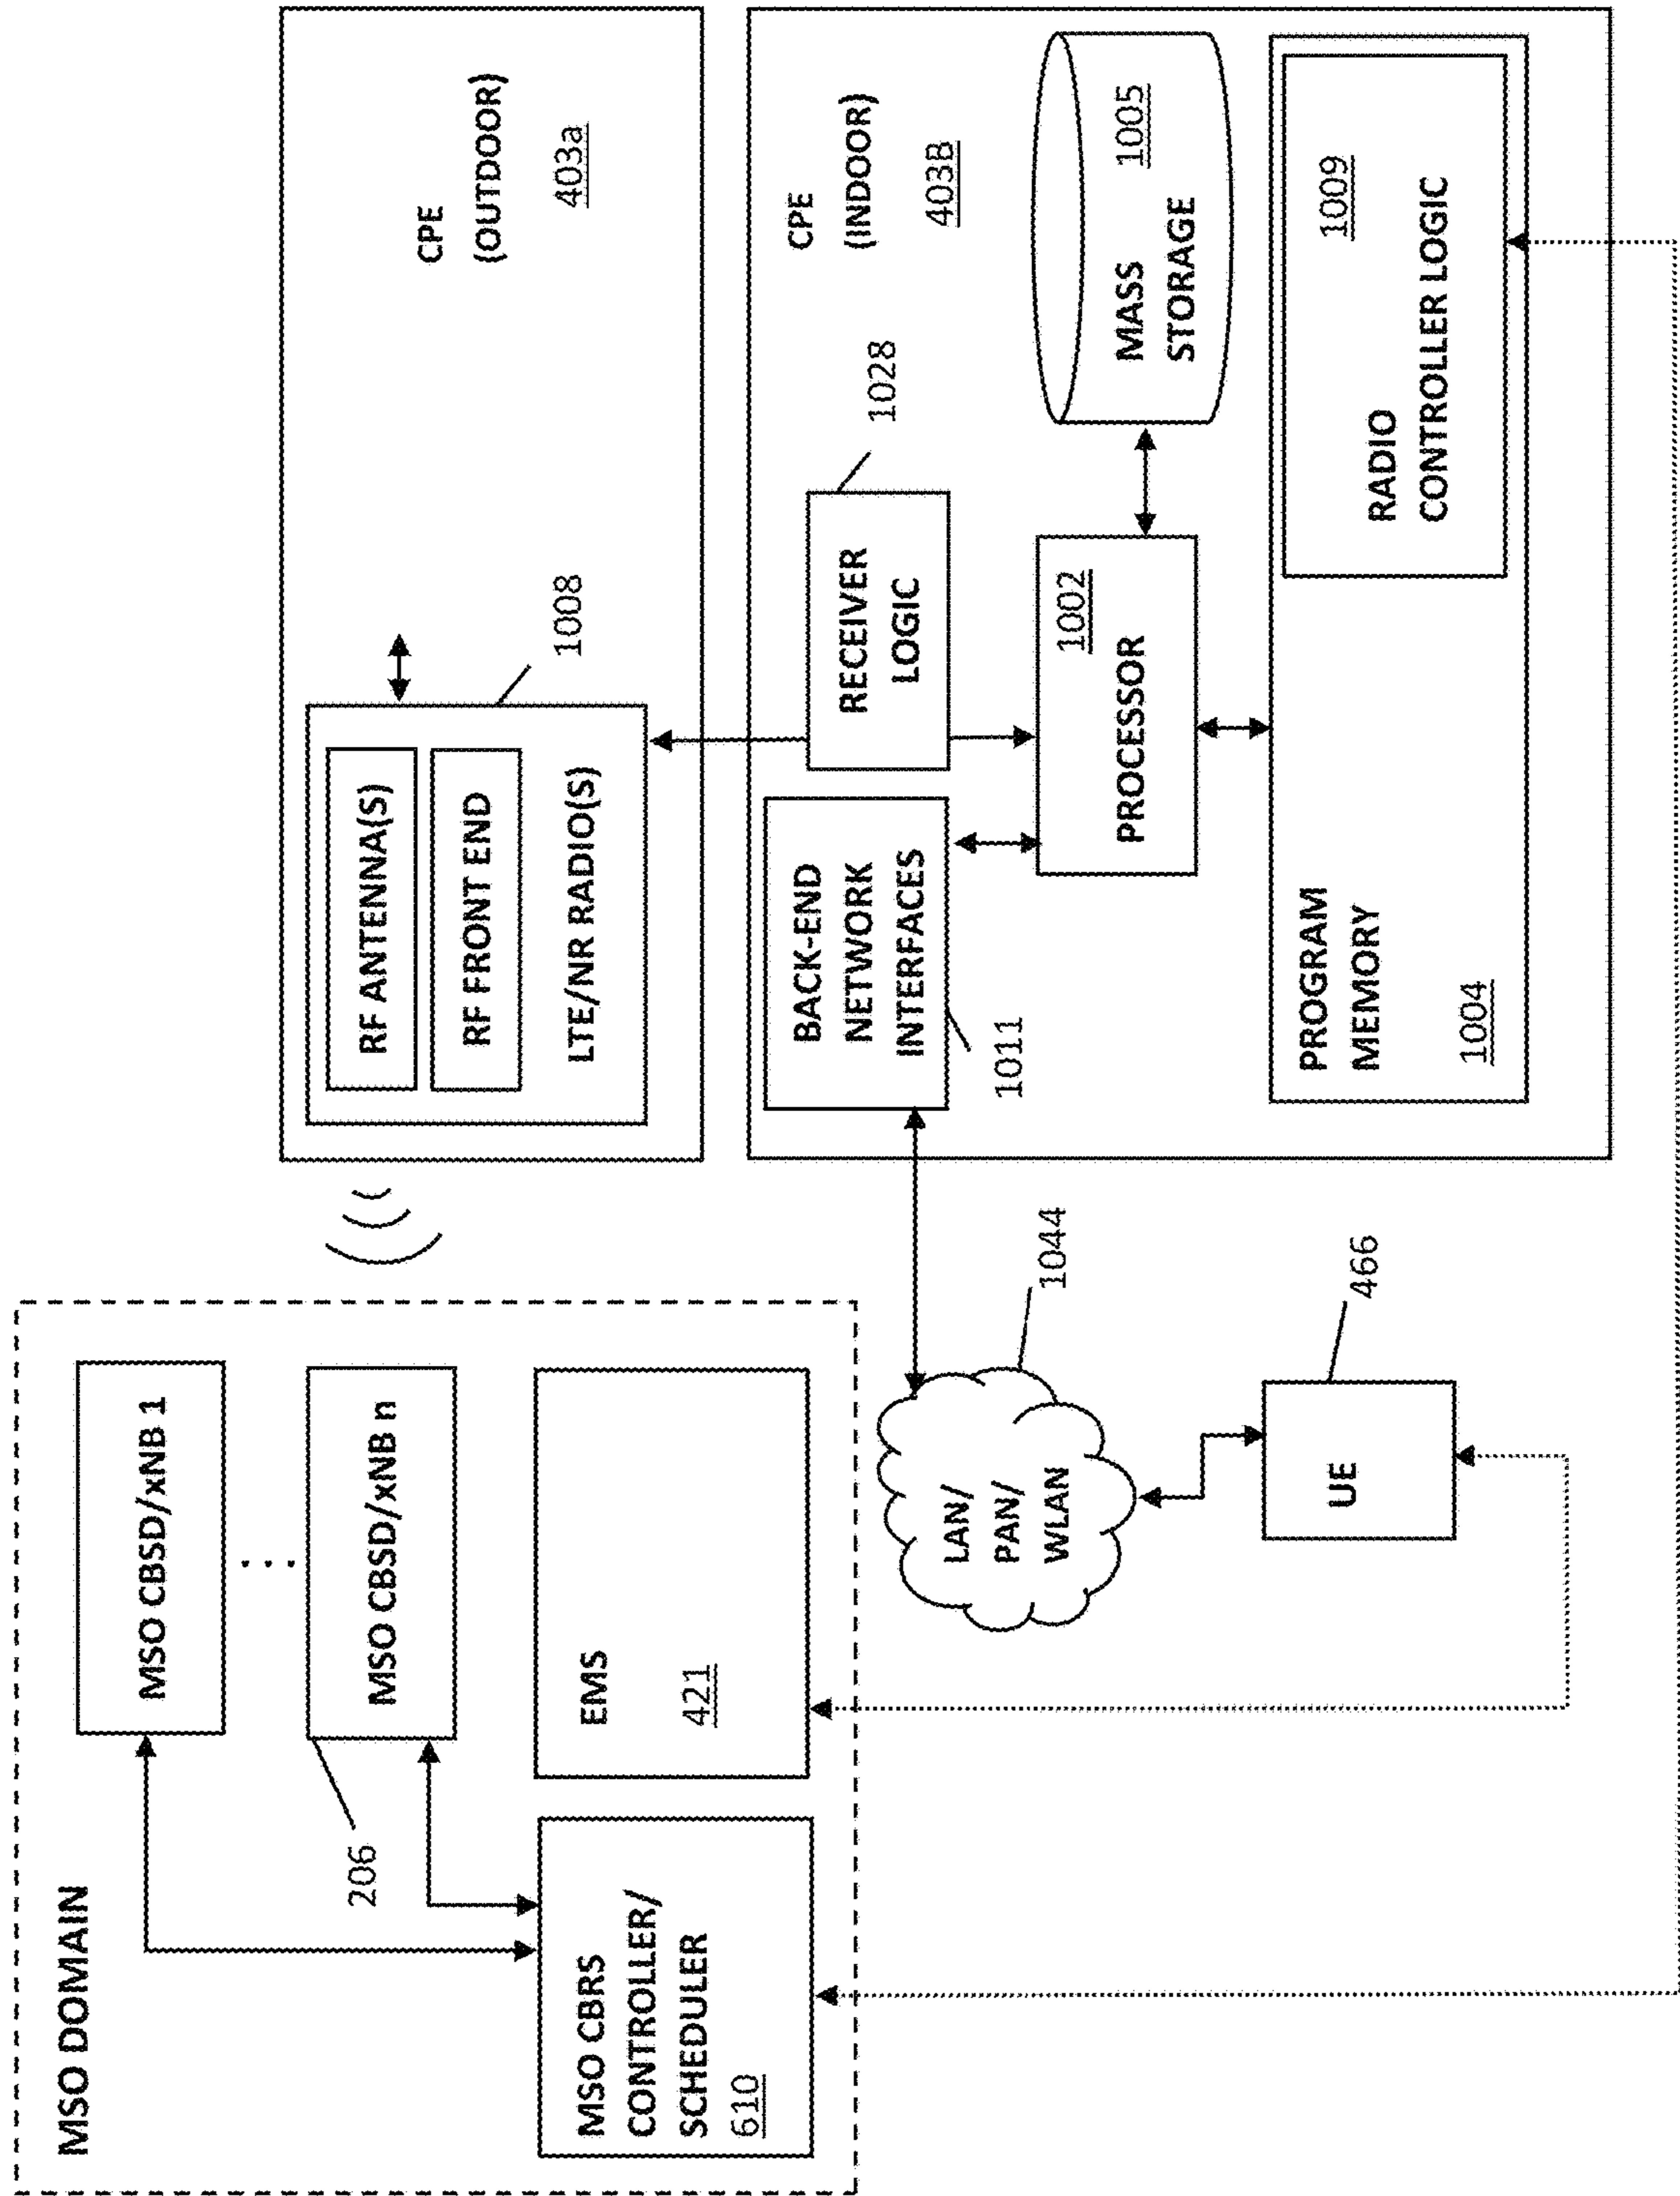 MSO DOMAIN
MSO CBSD/xNB 1
. . .
MSO CBSD/xNB n
206
MSO CBRS
CONTROLLER/
SCHEDULER
610
EMS
421
CPE
(OUTDOOR)
403a
RF ANTENNA(S)
RF FRONT END
LTE/NR RADIO(S)
1008
CPE
(INDOOR)
403B
BACK-END
NETWORK
INTERFACES
1011
RECEIVER
LOGIC
1028
1002
PROCESSOR
MASS
STORAGE
1005
PROGRAM
MEMORY
1004
1009
RADIO
CONTROLLER LOGIC
LAN/
PAN/
WLAN
1044
UE
466